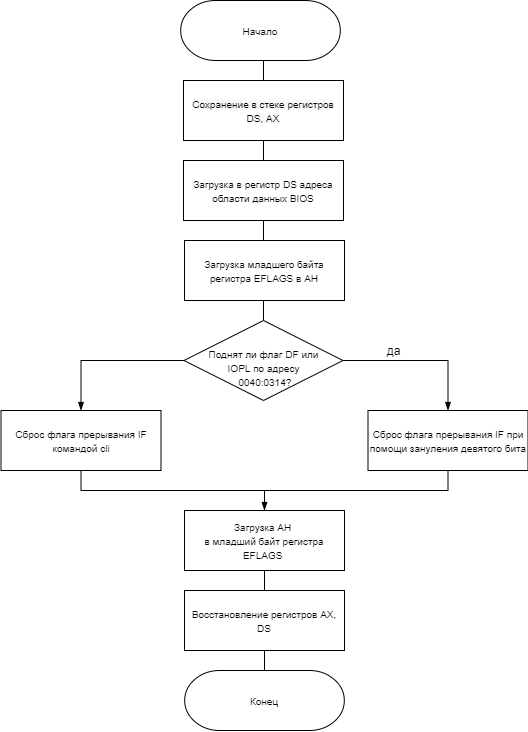 Начало
Сохранение в стеке регистров
DS, AX
Загрузка в регистр DS адреса
области данных BIOS
Загрузка младшего байта
регистра EFLAGS в AH
Поднят ли флаг DF или
IOPL по адресу
0040:0314?
да
Сброс флага прерывания IF
командой cli
Сброс флага прерывания IF при
помощи зануления девятого бита
Загрузка AH
в младший байт регистра
EFLAGS
Восстановление регистров AX,
DS
Конец